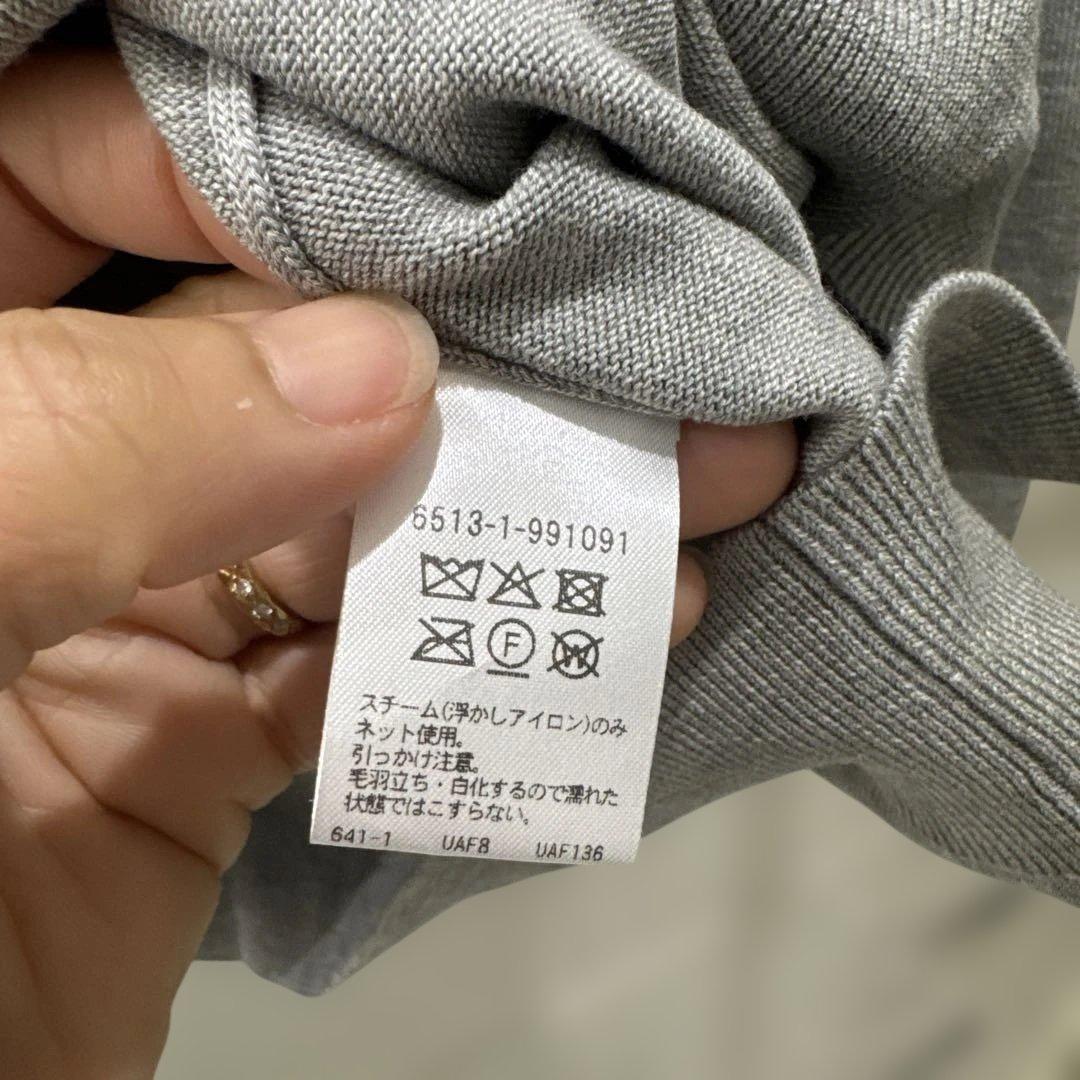 6513-1-991091
F
W
スチーム(浮かしアイロン)のみ
ネット使用。
引っかけ注意。
毛羽立ち・白化するので濡れた
状態ではこすらない。
641-1 UAF8 UAF136